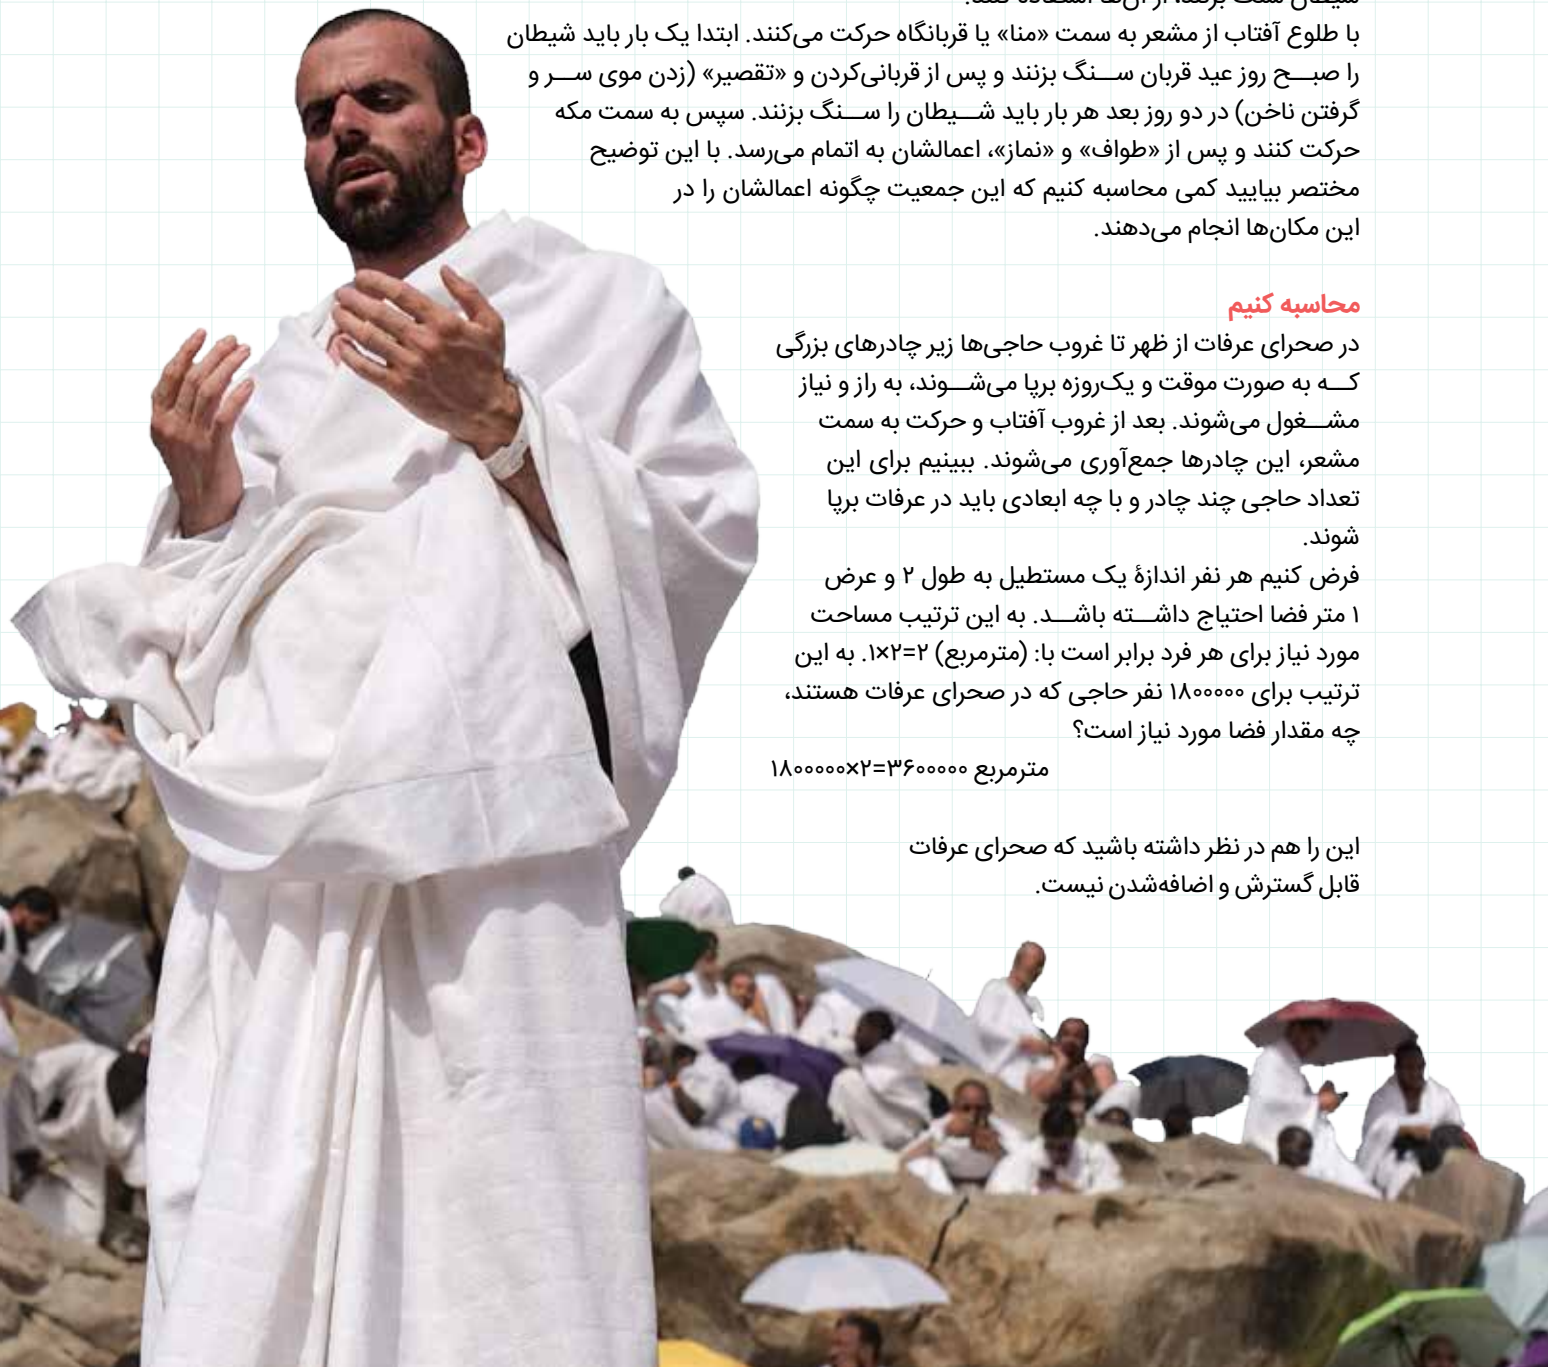 با طلوع آفتاب از مشعر به سمت «منا» یا قربانگاه حرکت می‌کنند. ابتدا یک بار باید شیطان
را صبـــح روز عید قربان ســنگ بزنند و پس از قربانی‌کردن و «تقصیر» (زدن موی ســر و
گرفتن ناخن) در دو روز بعد هر بار باید شــیطان را ســنگ بزنند. سپس به سمت مکه
حرکت کنند و پس از «طواف» و «نماز»، اعمالشان به اتمام می‌رسد. با این توضیح
مختصر بیایید کمی محاسبه کنیم که این جمعیت چگونه اعمالشان را در
این مکان‌ها انجام می‌دهند.
محاسبه کنیم
در صحرای عرفات از ظهر تا غروب حاجی‌ها زیر چادرهای بزرگی
کــه به صورت موقت و یک‌روزه برپا می‌شــوند، به راز و نیاز
مشــغول می‌شوند. بعد از غروب آفتاب و حرکت به سمت
مشعر، این چادرها جمع‌آوری می‌شوند. ببینیم برای این
تعداد حاجی چند چادر و با چه ابعادی باید در عرفات برپا
شوند.
فرض کنیم هر نفر اندازهٔ یک مستطیل به طول ۲ و عرض
۱ متر فضا احتیاج داشــته باشــد. به این ترتیب مساحت
مورد نیاز برای هر فرد برابر است با: (مترمربع) ۲=۲×۱. به این
ترتیب برای ۱۸۰۰۰۰۰ نفر حاجی که در صحرای عرفات هستند،
چه مقدار فضا مورد نیاز است؟
مترمربع ۳۶۰۰۰۰۰=۲×۱۸۰۰۰۰۰
این را هم در نظر داشته باشید که صحرای عرفات
قابل گسترش و اضافه‌شدن نیست.